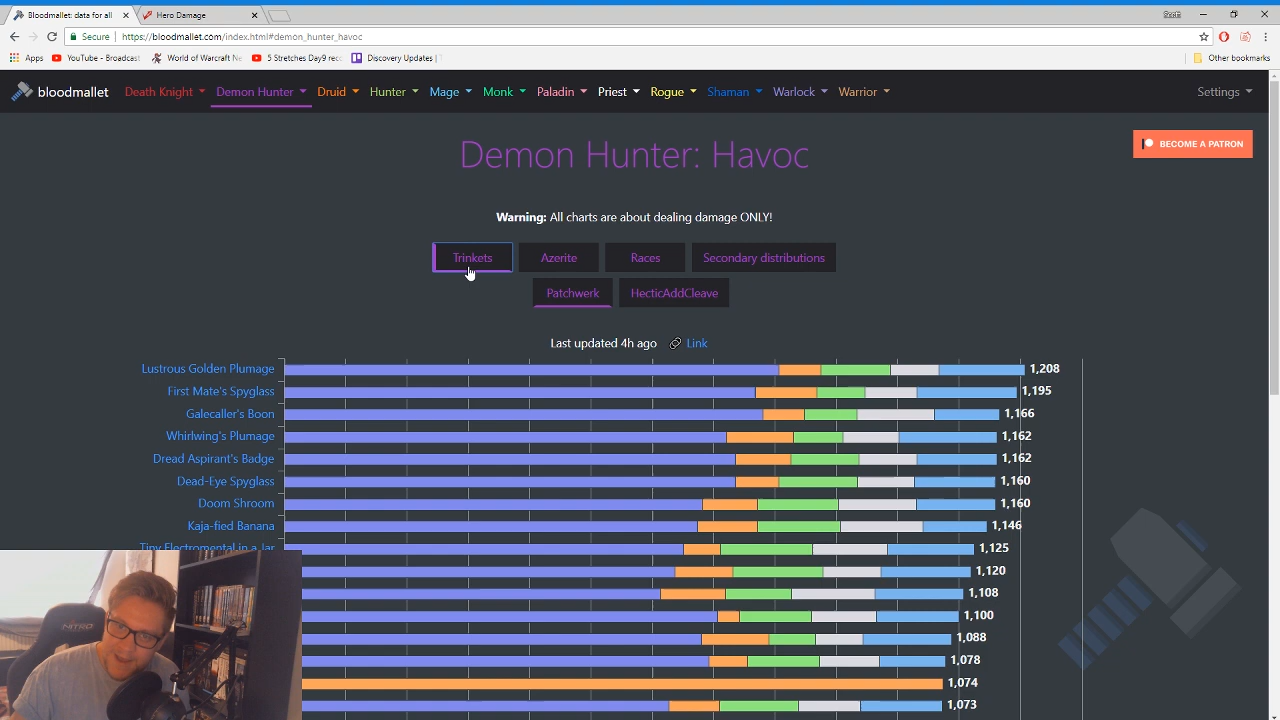 Bloodmallet: data for all
Hero Damage
Secure
https://bloodmallet.com/index.html#demon_hunter_havoc
Apps
YouTube - Broadcast
World of Warcraft Ne
5 Stretches Day9 reco
Discovery Updates |
Other bookmarks
bloodmallet
Death Knight
Demon Hunter
Druid
Hunter
Mage
Monk
Paladin
Priest
Rogue
Shaman
Warlock
Warrior
Settings
Demon Hunter: Havoc
BECOME A PATRON
Warning: All charts are about dealing damage ONLY!
Trinkets
Azerite
Races
Secondary distributions
Patchwerk
HecticAddCleave
Last updated 4h ago
Link
Lustrous Golden Plumage 1,208
First Mate's Spyglass 1,195
Galecaller's Boon 1,166
Whirlwing's Plumage 1,162
Dread Aspirant's Badge 1,162
Dead-Eye Spyglass 1,160
Doom Shroom 1,160
Kaja-fied Banana 1,146
Tiny Electromental in a Jar 1,125
1,120
1,108
1,100
1,088
1,078
1,074
1,073
NITRO